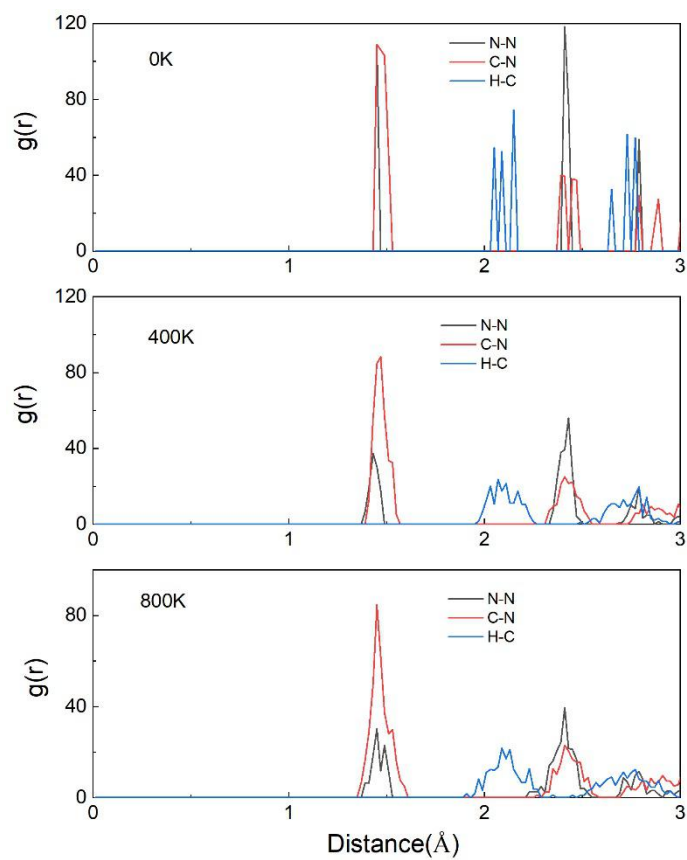 120
0K
N-N
C-N
H-C
80
g(r)
40
0
0 1 2 3
120
400K
N-N
C-N
H-C
80
g(r)
40
0
0 1 2 3
800K
N-N
C-N
H-C
80
g(r)
40
0
0 1 2 3
Distance(Å)